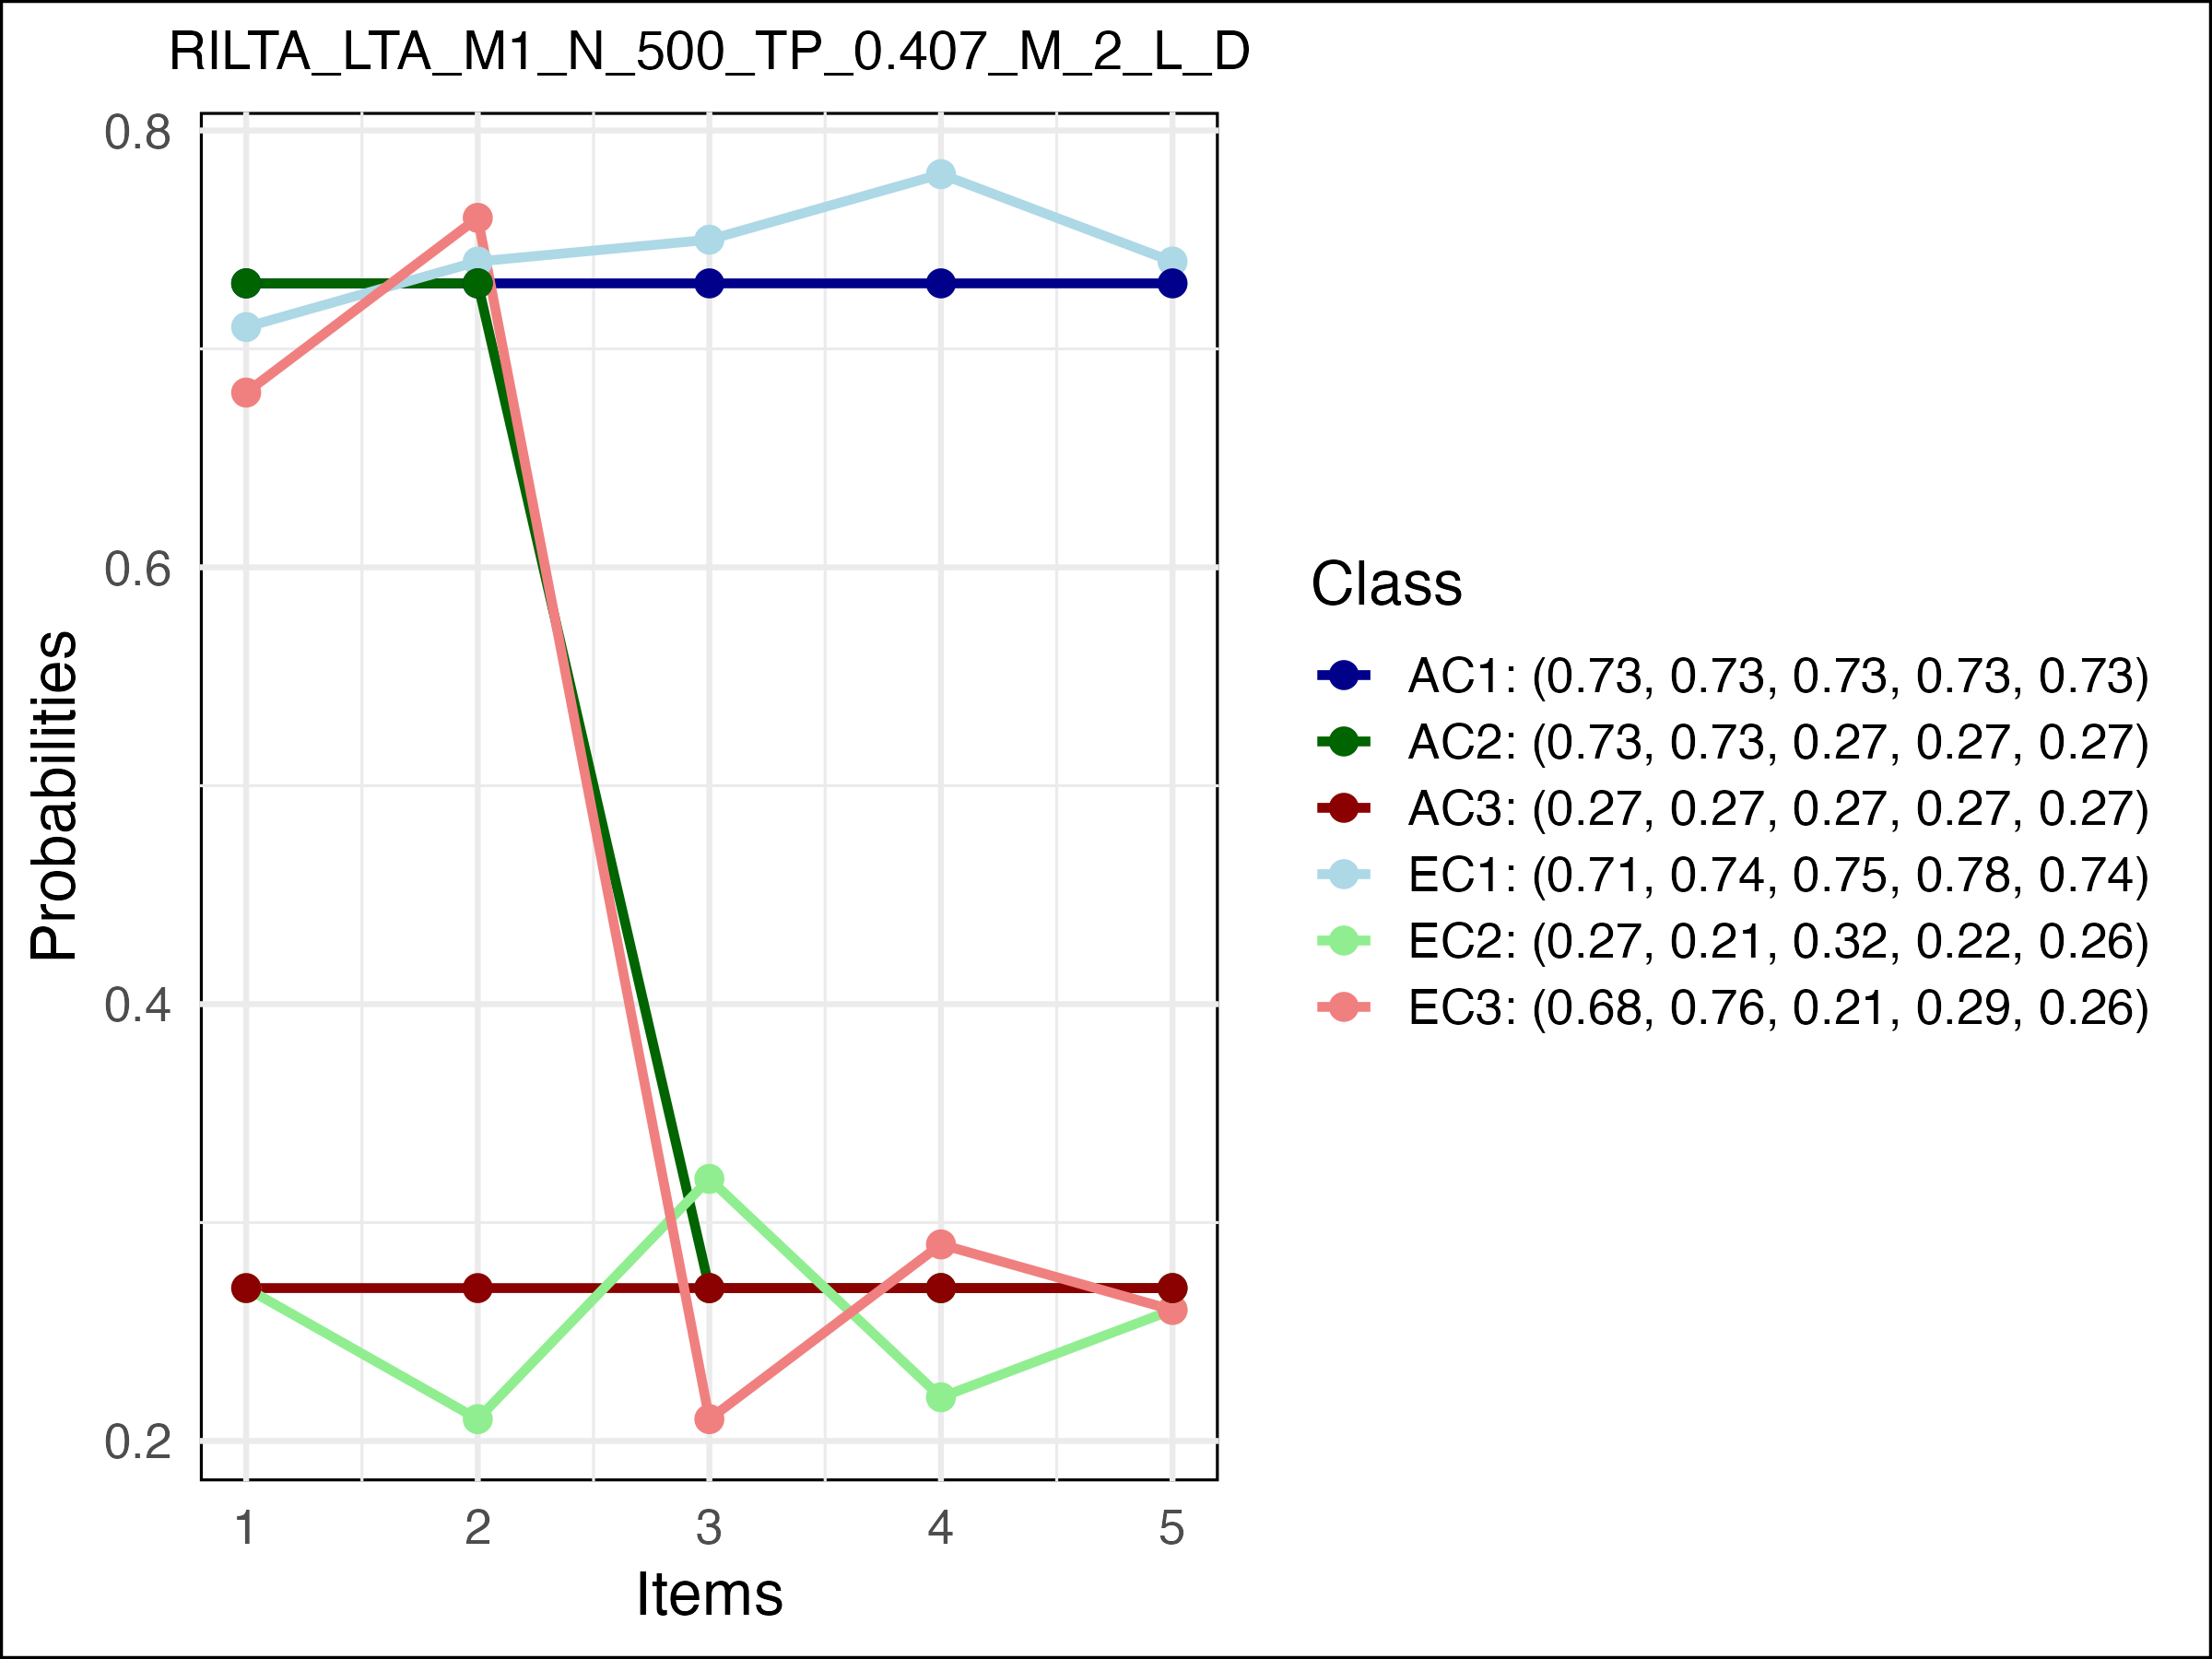 RILTA_LTA_M1_N_500_TP_0.407_M_2_L_D
0.8
0.6
0.4
0.2
Probabilities
1 2 3 4 5
Items
Class
AC1: (0.73, 0.73, 0.73, 0.73, 0.73)
AC2: (0.73, 0.73, 0.27, 0.27, 0.27)
AC3: (0.27, 0.27, 0.27, 0.27, 0.27)
EC1: (0.71, 0.74, 0.75, 0.78, 0.74)
EC2: (0.27, 0.21, 0.32, 0.22, 0.26)
EC3: (0.68, 0.76, 0.21, 0.29, 0.26)